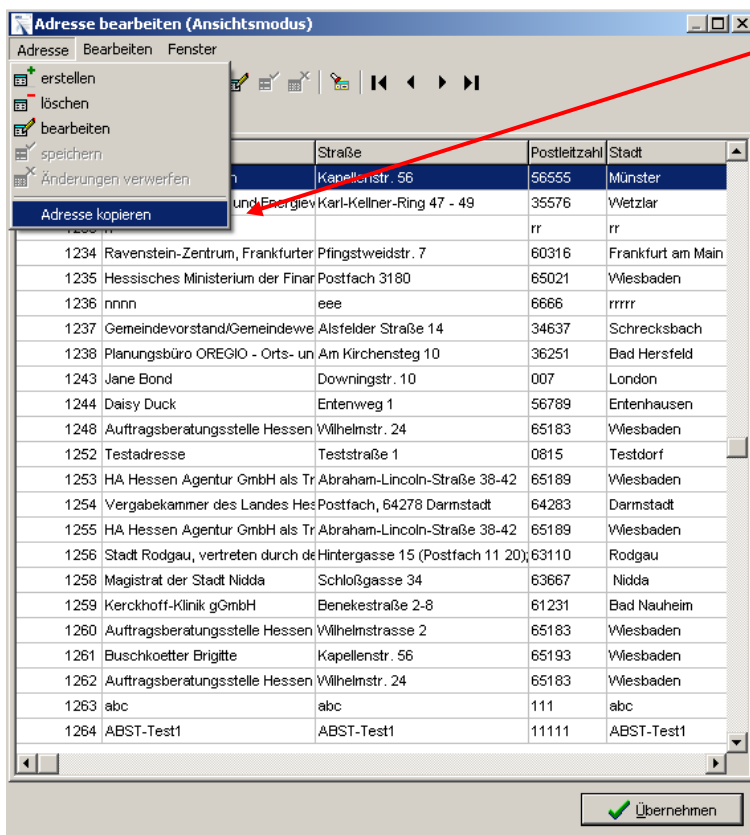 Adresse bearbeiten (Ansichtsmodus)
Adresse Bearbeiten Fenster
erstellen
löschen
bearbeiten
speichern
Änderungen verwerfen
Adresse kopieren
Straße Postleitzahl Stadt
Kapellenstr. 56 56555 Münster
und Energiev Karl-Kellner-Ring 47 - 49 35576 Wetzlar
rr rr
1234 Ravenstein-Zentrum, Frankfurter Pfingstweidstr. 7 60316 Frankfurt am Main
1235 Hessisches Ministerium der Finar Postfach 3180 65021 Wiesbaden
1236 nnnn eee 6666 rrrrr
1237 Gemeindevorstand/Gemeindewe Alsfelder Straße 14 34637 Schrecksbach
1238 Planungsbüro OREGIO - Orts- un Am Kirchensteg 10 36251 Bad Hersfeld
1243 Jane Bond Downingstr. 10 007 London
1244 Daisy Duck Entenweg 1 56789 Entenhausen
1248 Auftragsberatungsstelle Hessen Wilhelmstr. 24 65183 Wiesbaden
1252 Testadresse Teststraße 1 0815 Testdorf
1253 HA Hessen Agentur GmbH als Tr Abraham-Lincoln-Straße 38-42 65189 Wiesbaden
1254 Vergabekammer des Landes Hes Postfach, 64278 Darmstadt 64283 Darmstadt
1255 HA Hessen Agentur GmbH als Tr Abraham-Lincoln-Straße 38-42 65189 Wiesbaden
1256 Stadt Rodgau, vertreten durch de Hintergasse 15 (Postfach 11 20); 63110 Rodgau
1258 Magistrat der Stadt Nidda Schloßgasse 34 63667 Nidda
1259 Kerckhoff-Klinik gGmbH Benekestraße 2-8 61231 Bad Nauheim
1260 Auftragsberatungsstelle Hessen Wilhelmstrasse 2 65183 Wiesbaden
1261 Buschkoetter Brigitte Kapellenstr. 56 65193 Wiesbaden
1262 Auftragsberatungsstelle Hessen Wilhelmstr. 24 65183 Wiesbaden
1263 abc abc 111 abc
1264 ABST-Test1 ABST-Test1 11111 ABST-Test1
Übernehmen